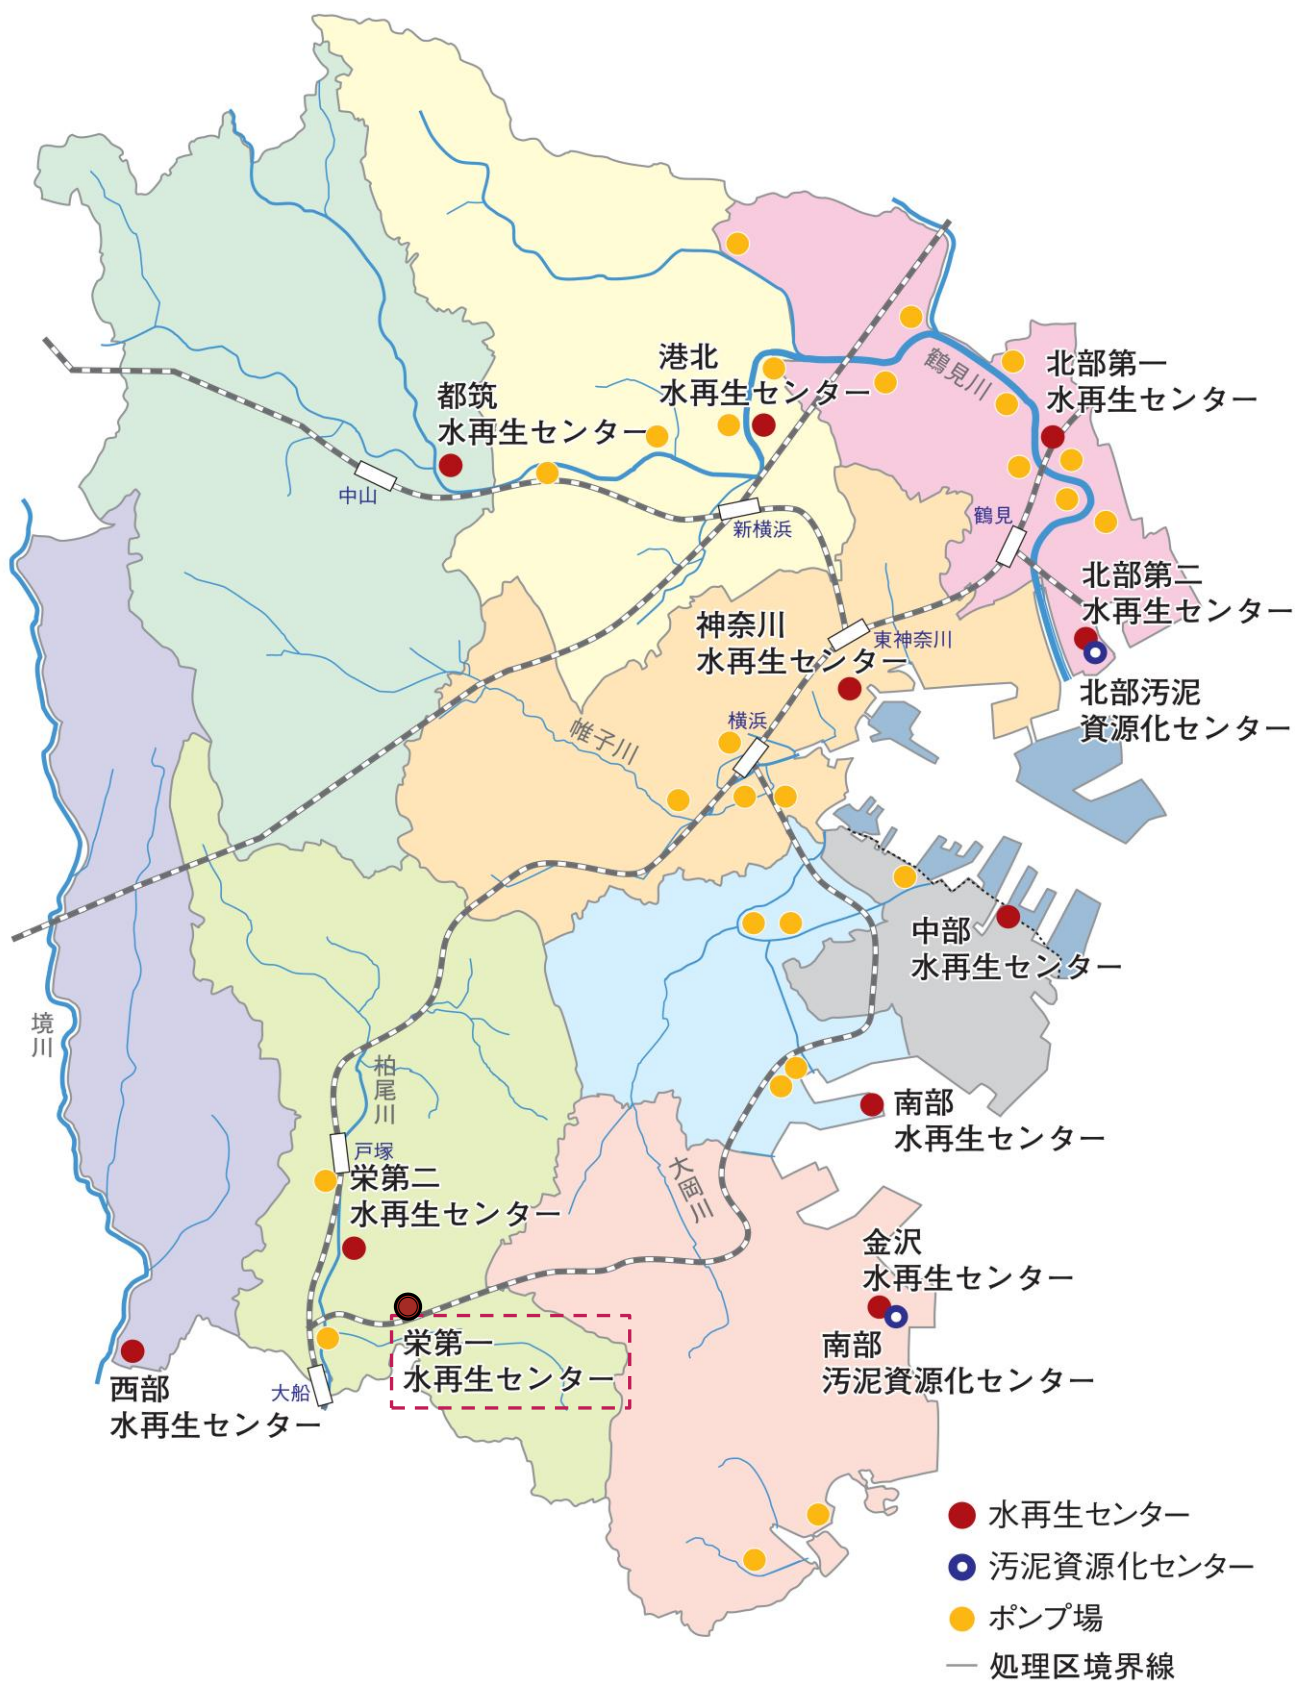 港北
水再生センター
鶴見川
北部第一
水再生センター
都筑
水再生センター
中山
新横浜
鶴見
北部第二
水再生センター
神奈川
水再生センター
東神奈川
北部汚泥
資源化センター
横浜
帷子川
中部
水再生センター
境川
柏尾川
南部
水再生センター
戸塚
栄第二
水再生センター
大岡川
金沢
水再生センター
栄第一
水再生センター
南部
汚泥資源化センター
西部
水再生センター
大船
水再生センター
汚泥資源化センター
ポンプ場
処理区境界線